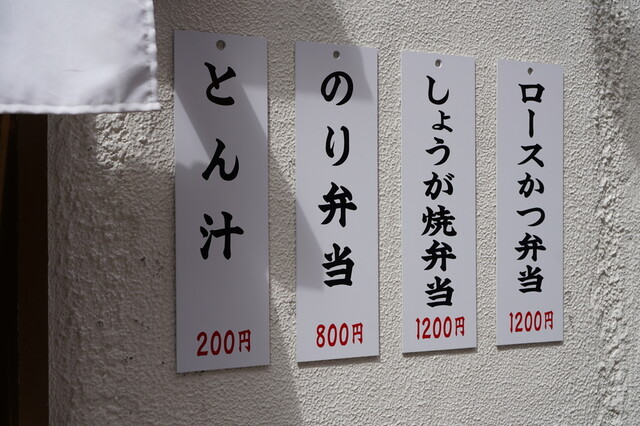 ロースかつ弁当
1200円
しょうが焼弁当
1200円
のり弁当
800円
とん汁
200円